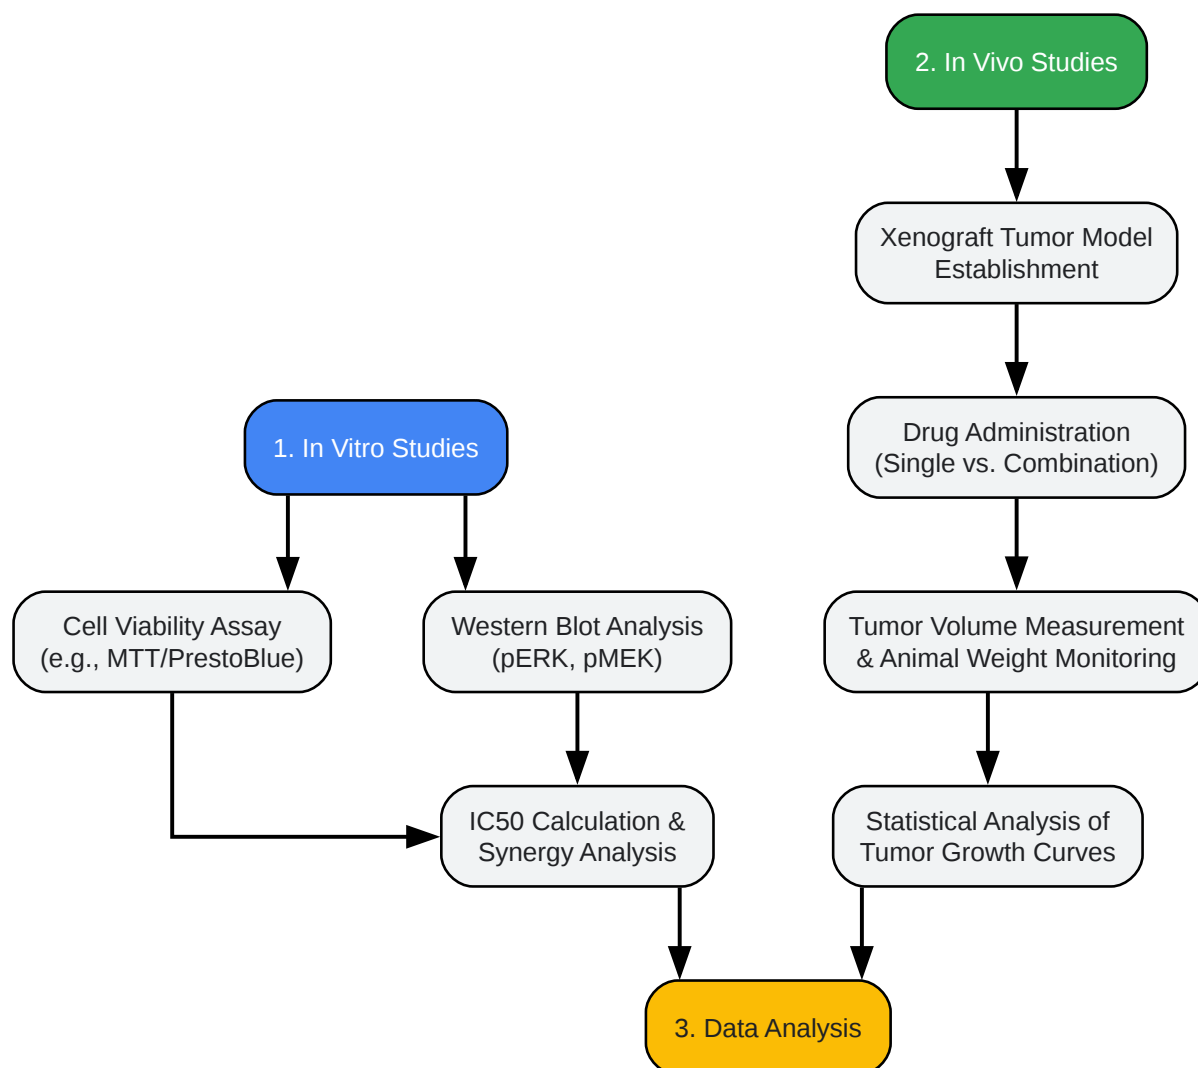 2. In Vivo Studies
Xenograft Tumor Model
Establishment
Drug Administration
(Single vs. Combination)
1. In Vitro Studies
Cell Viability Assay
(e.g., MTT/PrestoBlue)
Western Blot Analysis
(pERK, pMEK)
Tumor Volume Measurement
& Animal Weight Monitoring
IC50 Calculation &
Synergy Analysis
Statistical Analysis of
Tumor Growth Curves
3. Data Analysis